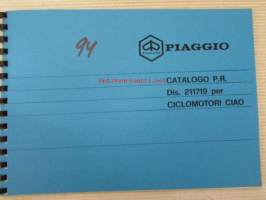 94
PIAGGIO
CATALOGO P.R.
Dis. 211719 per
CICLOMOTORI CIAO